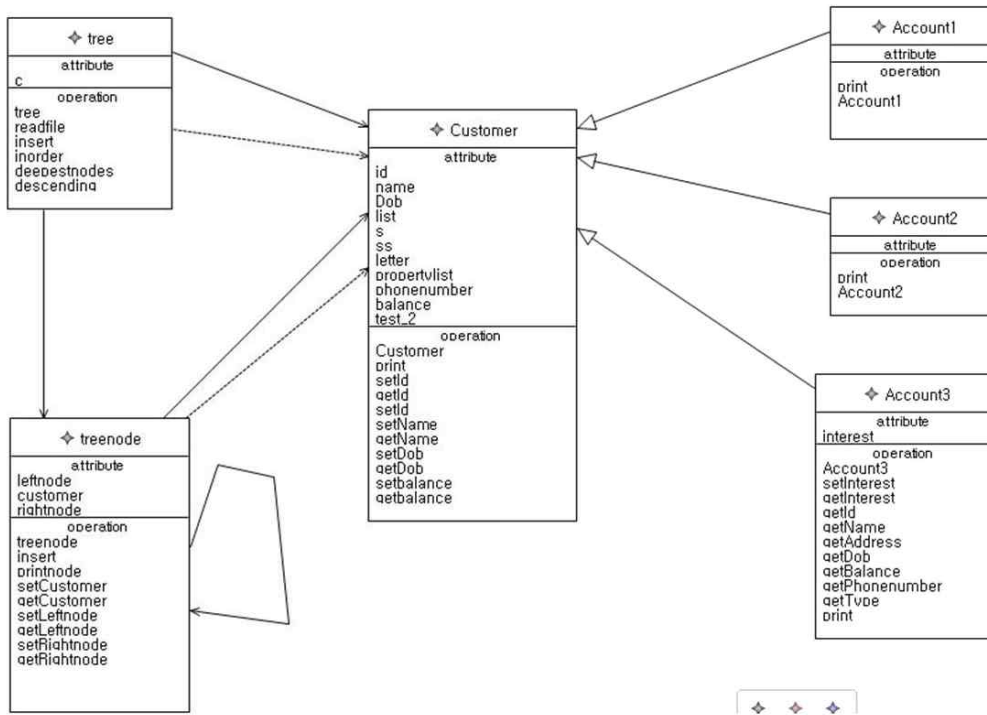 tree
attribute
c
operation
tree
readfile
insert
inorder
deepestnodes
descending
treenode
attribute
leftnode
customer
rightnode
operation
treenode
insert
printnode
setCustomer
getCustomer
setLeftnode
getLeftnode
setRightnode
getRightnode
Customer
attribute
id
name
Dob
list
s
ss
letter
propertylist
phonenumber
balance
test_2
operation
Customer
print
setId
getId
setId
setName
getName
setDob
getDob
setbalance
getbalance
Account1
attribute
operation
print
Account1
Account2
attribute
operation
print
Account2
Account3
attribute
interest
operation
Account3
setInterest
getInterest
getId
getName
getAddress
getDob
getBalance
getPhonenumber
getType
print